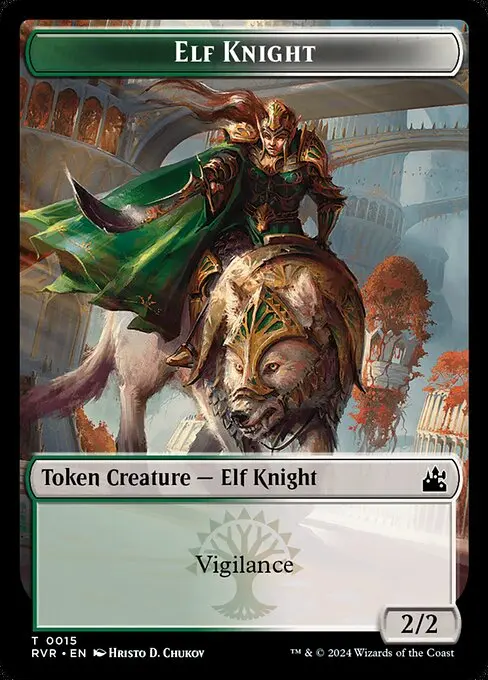 Elf Knight
Token Creature — Elf Knight
Vigilance
2/2
T 0015
RVR • EN Hristo D. Chukov
™ & © 2024 Wizards of the Coast